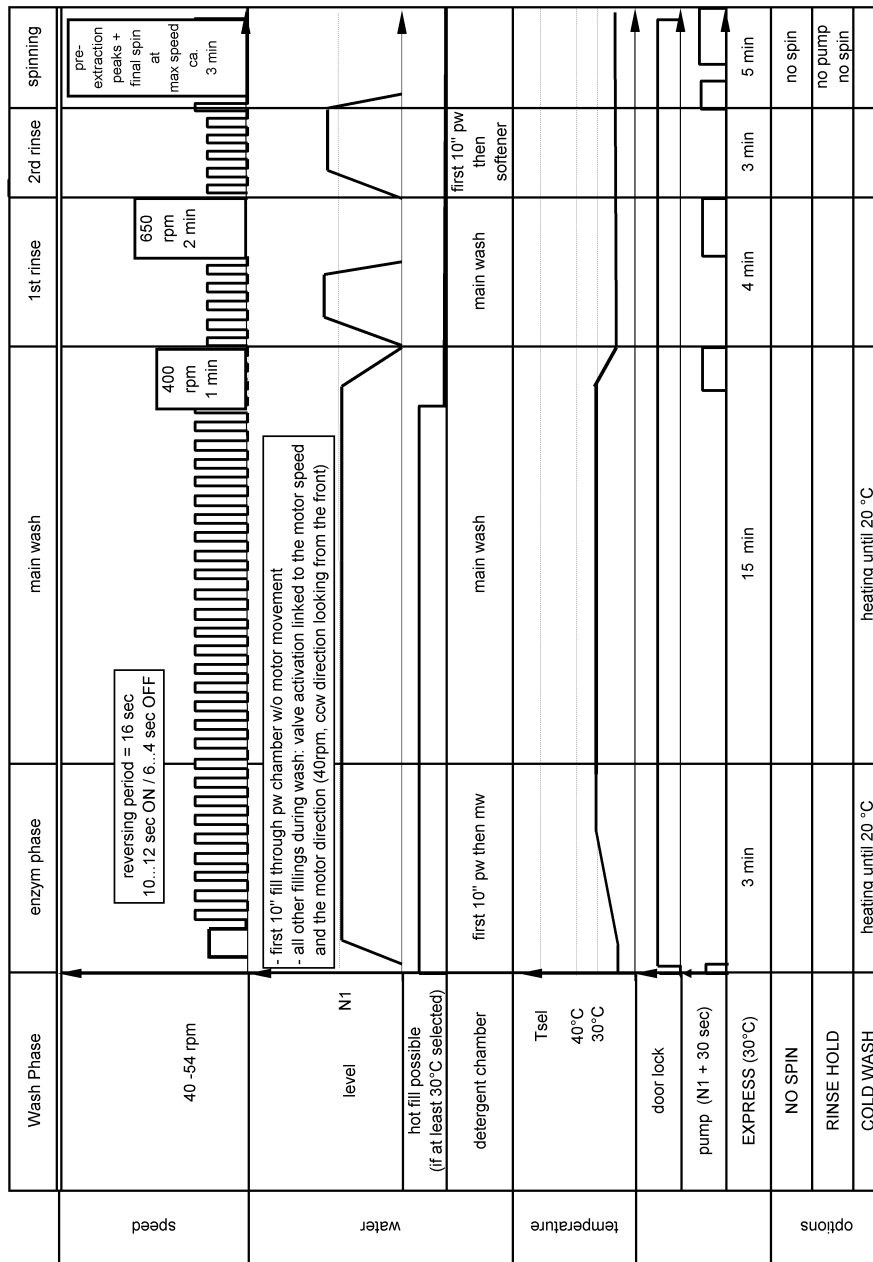 Wash Phase
enzym phase
main wash
1st rinse
2nd rinse
spinning
speed
40 -54 rpm
reversing period = 16 sec
10...12 sec ON / 6...4 sec OFF
400
rpm
1 min
650
rpm
2 min
pre-
extraction
peaks +
final spin
at
max speed
ca.
3 min
water
level
N1
- first 10" fill through pw chamber w/o motor movement
- all other fillings during wash: valve activation linked to the motor speed
and the motor direction (40rpm, ccw direction looking from the front)
hot fill possible
(if at least 30°C selected)
detergent chamber
first 10" pw then mw
main wash
main wash
first 10" pw
then
softener
temperature
Tsel
40°C
30°C
door lock
pump (N1 + 30 sec)
EXPRESS (30°C)
3 min
15 min
4 min
3 min
5 min
options
NO SPIN
no spin
RINSE HOLD
no pump
no spin
COLD WASH
heating until 20 °C
heating until 20 °C